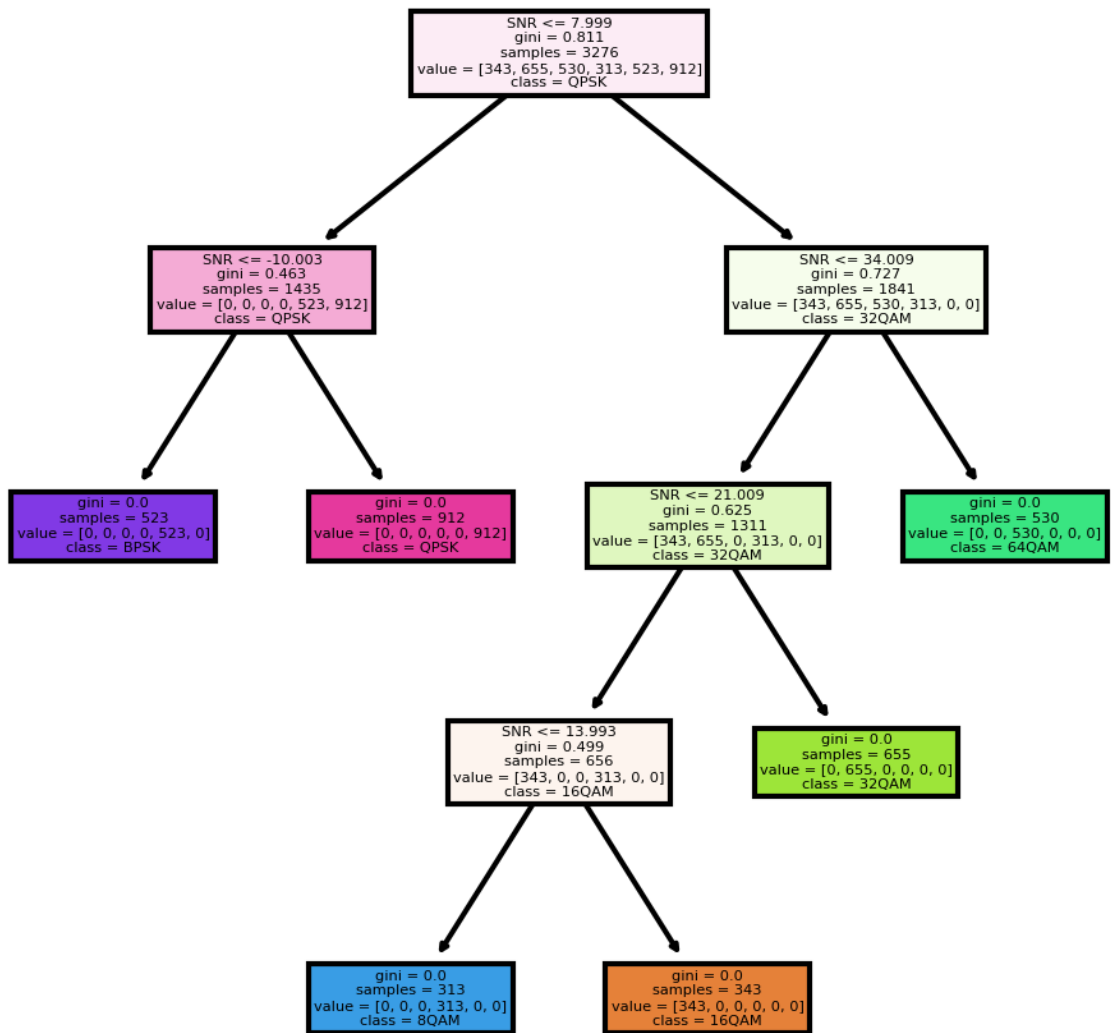 SNR <= 7.999
gini = 0.811
samples = 3276
value = [343, 655, 530, 313, 523, 912]
class = QPSK
SNR <= -10.003
gini = 0.463
samples = 1435
value = [0, 0, 0, 0, 523, 912]
class = QPSK
SNR <= 34.009
gini = 0.727
samples = 1841
value = [343, 655, 530, 313, 0, 0]
class = 32QAM
gini = 0.0
samples = 523
value = [0, 0, 0, 0, 523, 0]
class = BPSK
gini = 0.0
samples = 912
value = [0, 0, 0, 0, 0, 912]
class = QPSK
SNR <= 21.009
gini = 0.625
samples = 1311
value = [343, 655, 0, 313, 0, 0]
class = 32QAM
gini = 0.0
samples = 530
value = [0, 0, 530, 0, 0, 0]
class = 64QAM
SNR <= 13.993
gini = 0.499
samples = 656
value = [343, 0, 0, 313, 0, 0]
class = 16QAM
gini = 0.0
samples = 655
value = [0, 655, 0, 0, 0, 0]
class = 32QAM
gini = 0.0
samples = 313
value = [0, 0, 0, 313, 0, 0]
class = 8QAM
gini = 0.0
samples = 343
value = [343, 0, 0, 0, 0, 0]
class = 16QAM